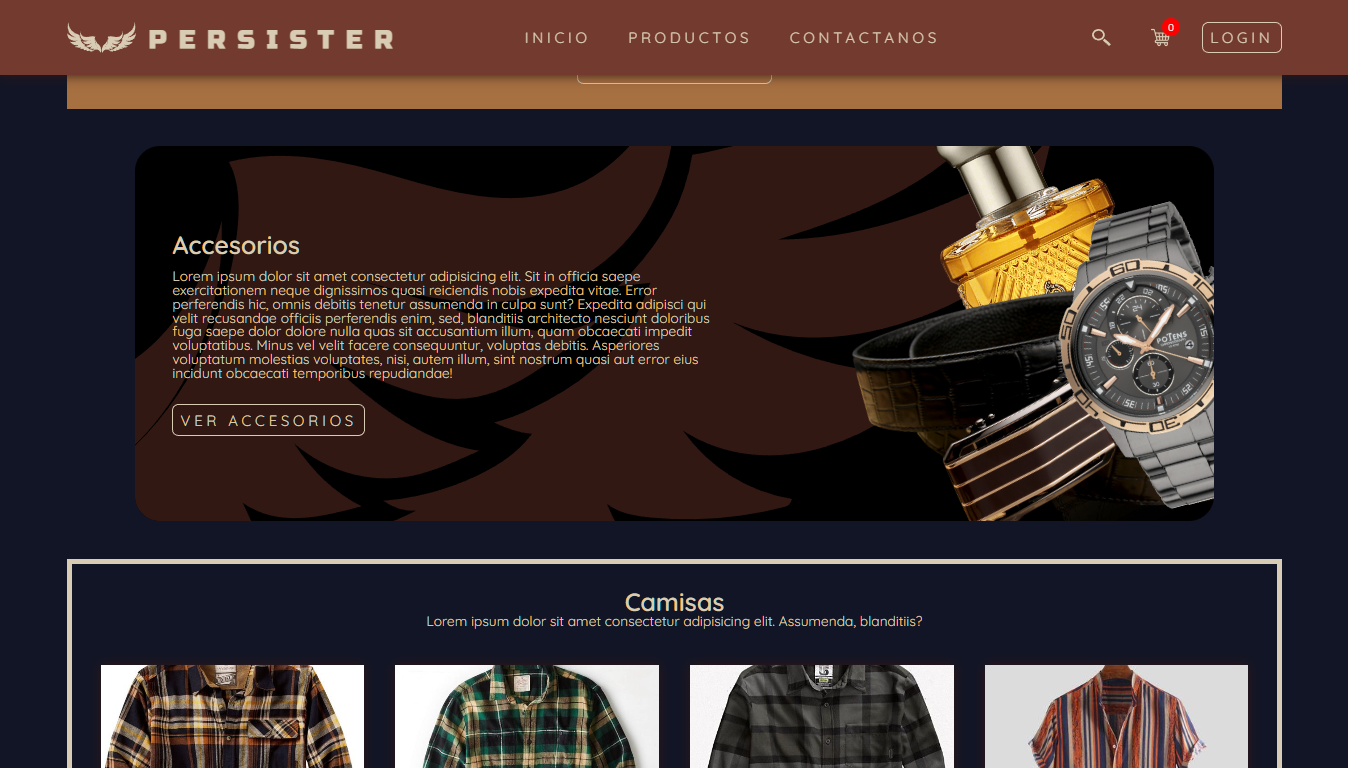 PERSISTER
INICIO PRODUCTOS CONTACTANOS
0
LOGIN
Accesorios
Lorem ipsum dolor sit amet consectetur adipisicing elit. Sit in officia saepe
exercitationem neque dignissimos quasi reiciendis nobis expedita vitae. Error
perferendis hic, omnis debitis tenetur assumenda in culpa sunt? Expedita adipisci qui
velit recusandae officiis perferendis enim, sed, blanditiis architecto nesciunt doloribus
fuga saepe dolor dolore nulla quas sit accusantium illum, quam obcaecati impedit
voluptatibus. Minus vel velit facere consequuntur, voluptas debitis. Asperiores
voluptatum molestias voluptates, nisi, autem illum, sint nostrum quasi aut error eius
incidunt obcaecati temporibus repudiandae!
VER ACCESORIOS
POTENS
60
Camisas
Lorem ipsum dolor sit amet consectetur adipisicing elit. Assumenda, blanditiis?